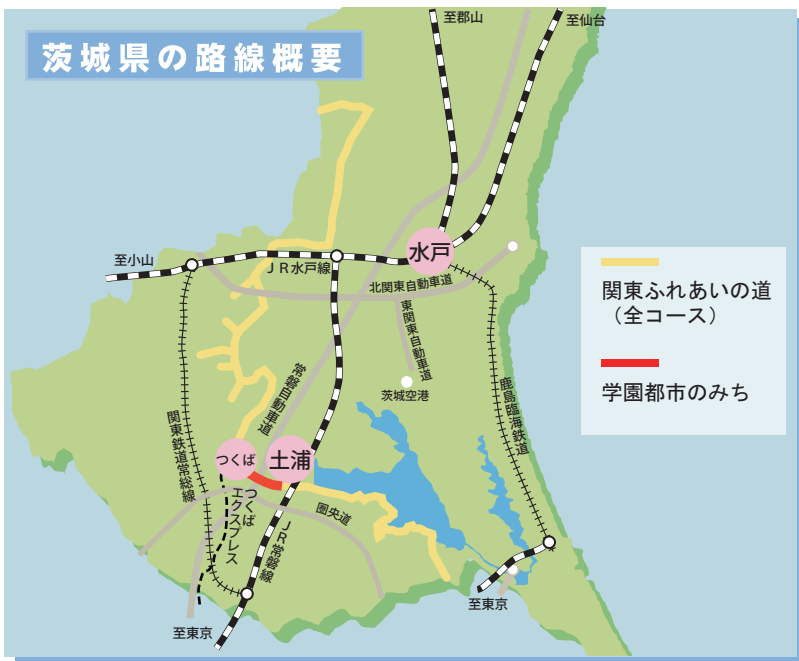 茨城県の路線概要
至郡山
至仙台
至小山
JR水戸線
水戸
北関東自動車道
東関東自動車道
茨城空港
常磐自動車道
鹿島臨海鉄道
関東鉄道常総線
つくば
土浦
つくば
エクスプレス
JR常磐線
圏央道
至東京
至東京
関東ふれあいの道
（全コース）
学園都市のみち